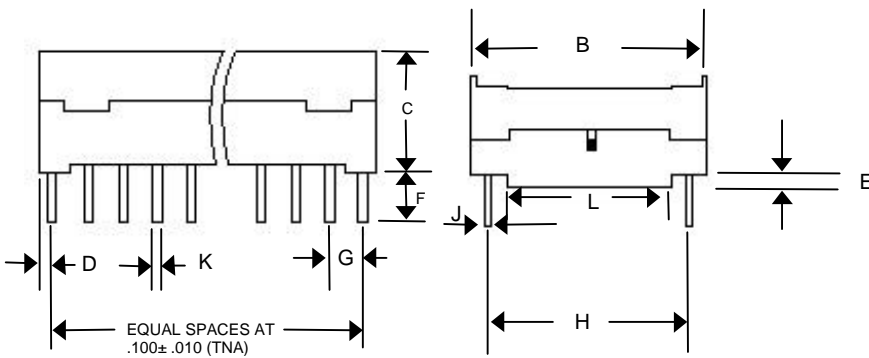 B
C
E
F
J
L
D
K
G
H
EQUAL SPACES AT
.100± .010 (TNA)